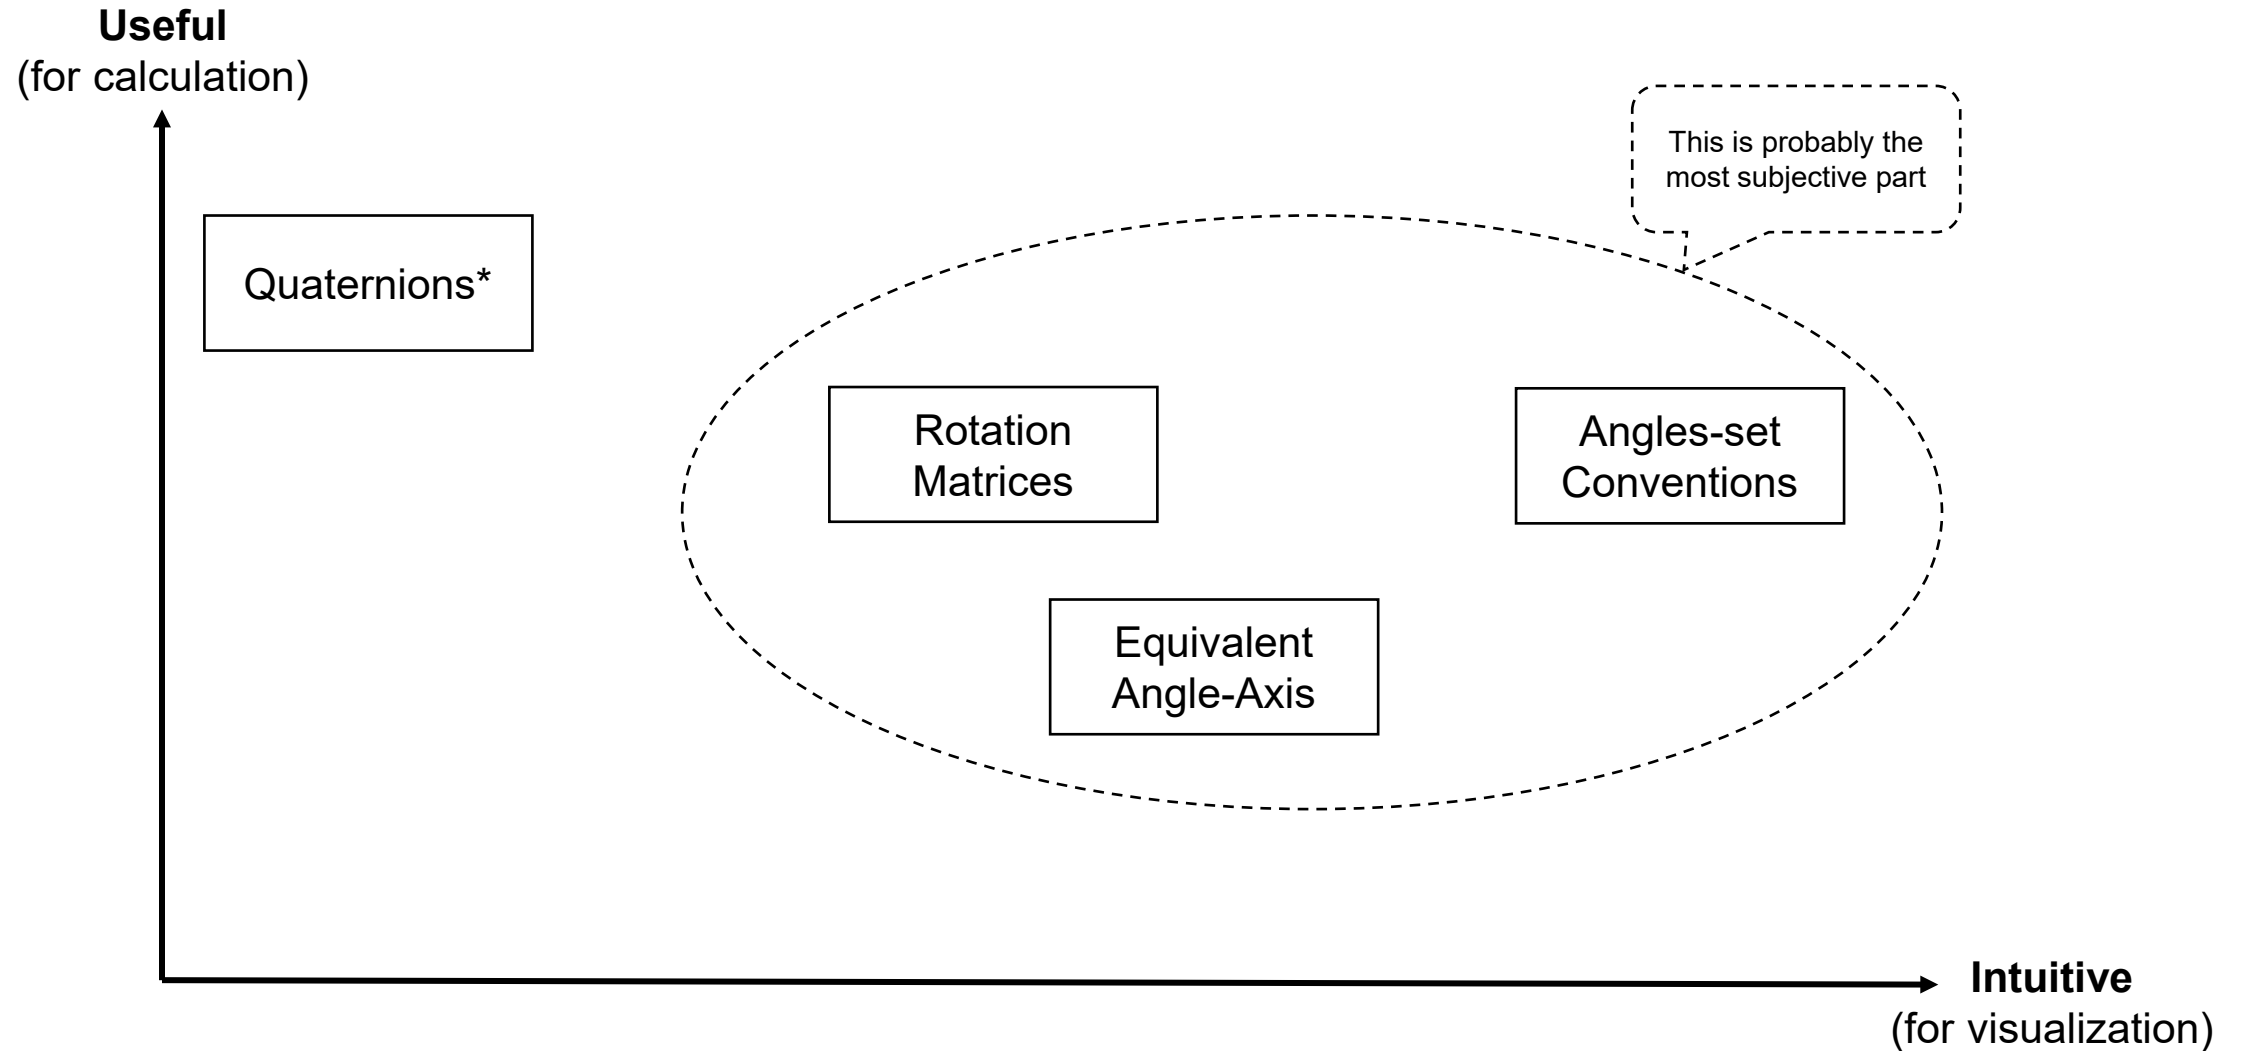 Useful
(for calculation)
This is probably the
most subjective part
Quaternions*
Rotation
Matrices
Angles-set
Conventions
Equivalent
Angle-Axis
Intuitive
(for visualization)